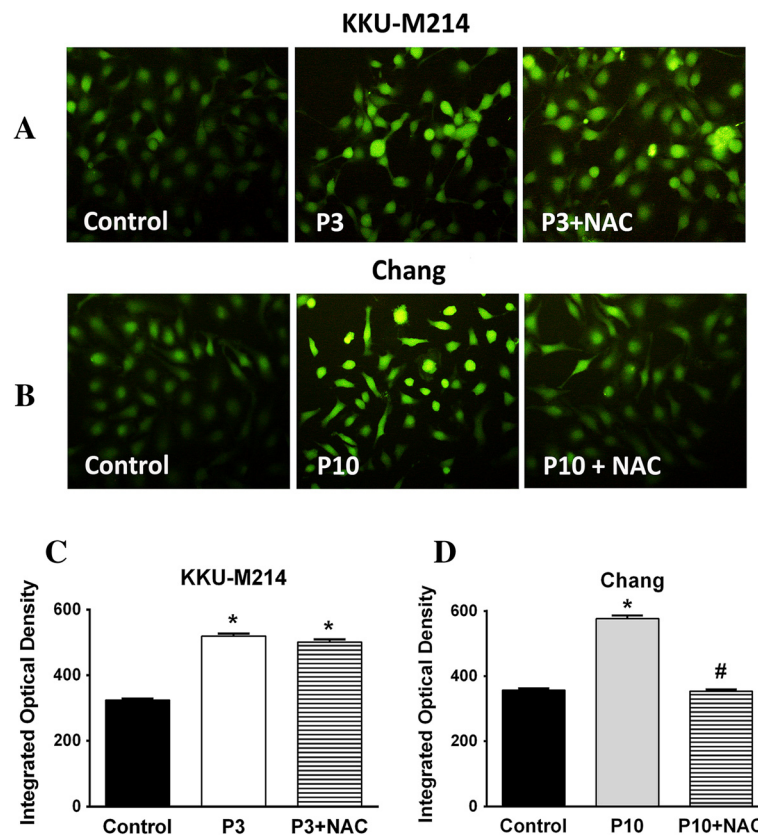 KKU-M214
A
Control
P3
P3+NAC
Chang
B
Control
P10
P10 + NAC
C
KKU-M214
Integrated Optical Density
600
400
200
0
*
*
Control
P3
P3+NAC
D
Chang
Integrated Optical Density
600
400
200
0
*
#
Control
P10
P10+NAC